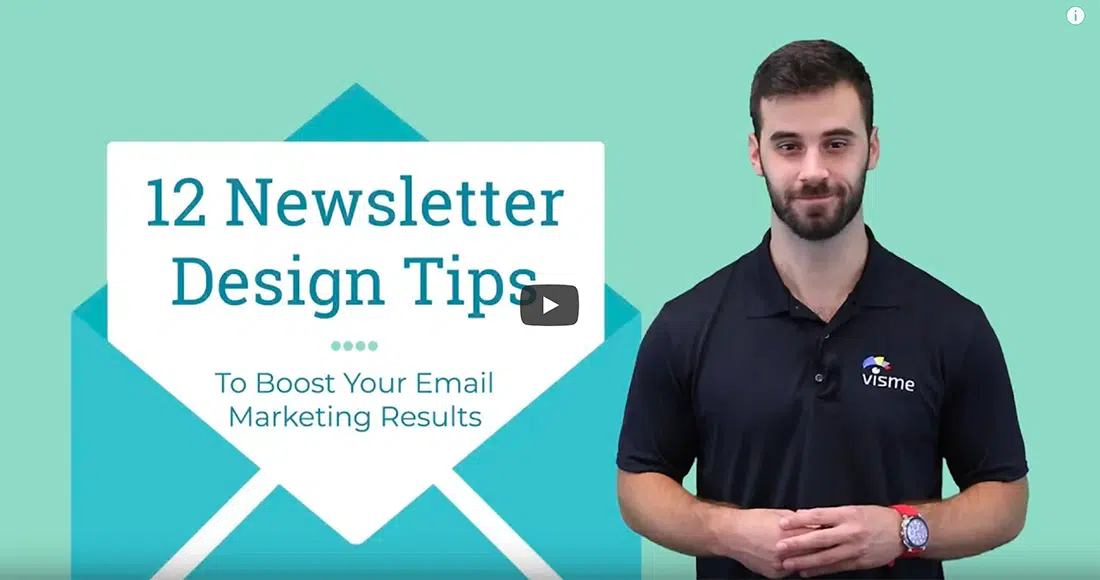 12 Newsletter
Design Tips
To Boost Your Email
Marketing Results
visme